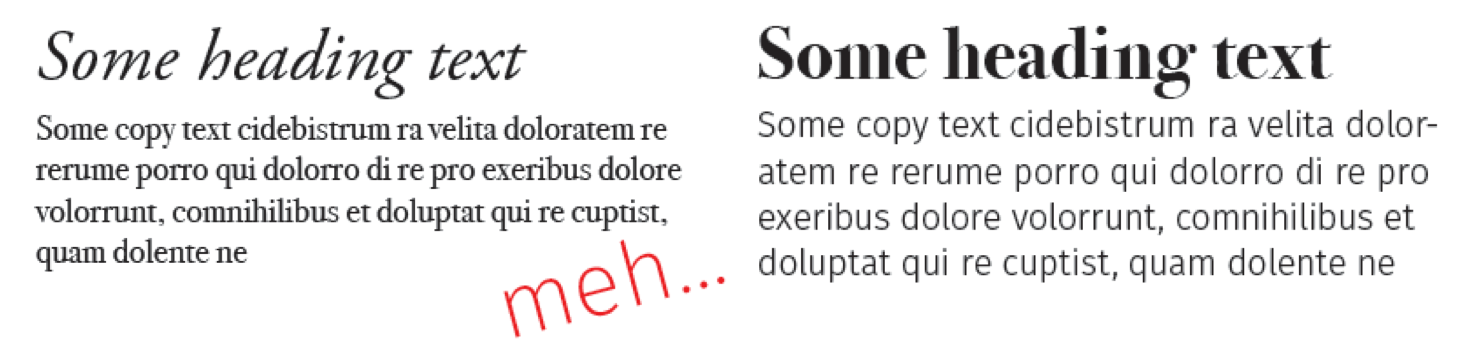 Some heading text
Some copy text cidebistrum ra velita doloratem re
rerume porro qui dolorro di re pro exeribus dolore
volorrunt, comnihilibus et doluptat qui re cuptist,
quam dolente ne
meh...
Some heading text
Some copy text cidebistrum ra velita dolor-
atem re rerume porro qui dolorro di re pro
exeribus dolore volorrunt, comnihilibus et
doluptat qui re cuptist, quam dolente ne